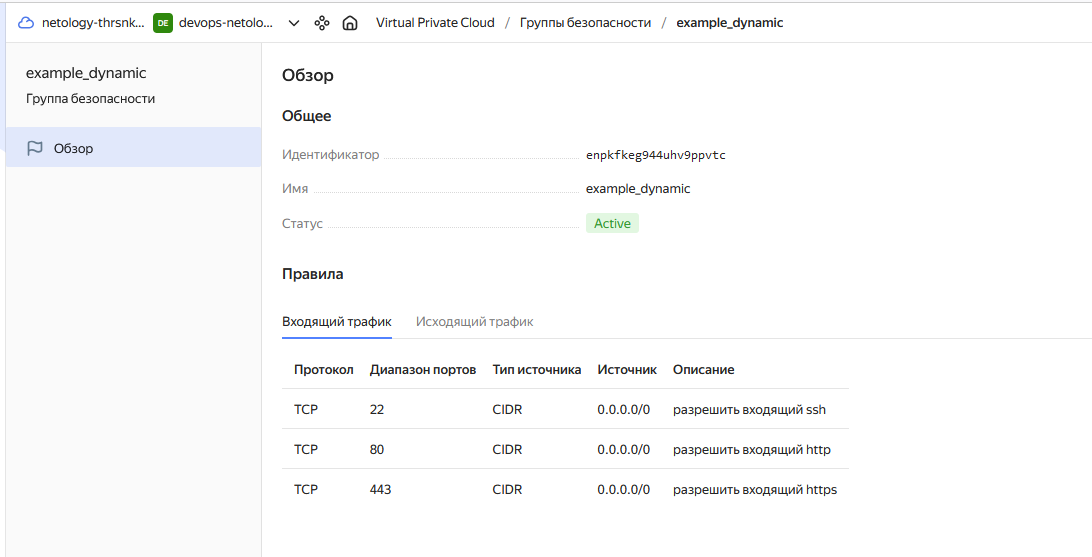 netology-thrsnk... DE devops-netolo... Virtual Private Cloud / Группы безопасности / example_dynamic
example_dynamic
Группа безопасности
Обзор
Обзор
Общее
Идентификатор enpkfkeg944uhv9ppvtc
Имя example_dynamic
Статус Active
Правила
Входящий трафик Исходящий трафик
Протокол Диапазон портов Тип источника Источник Описание
TCP 22 CIDR 0.0.0.0/0 разрешить входящий ssh
TCP 80 CIDR 0.0.0.0/0 разрешить входящий http
TCP 443 CIDR 0.0.0.0/0 разрешить входящий https